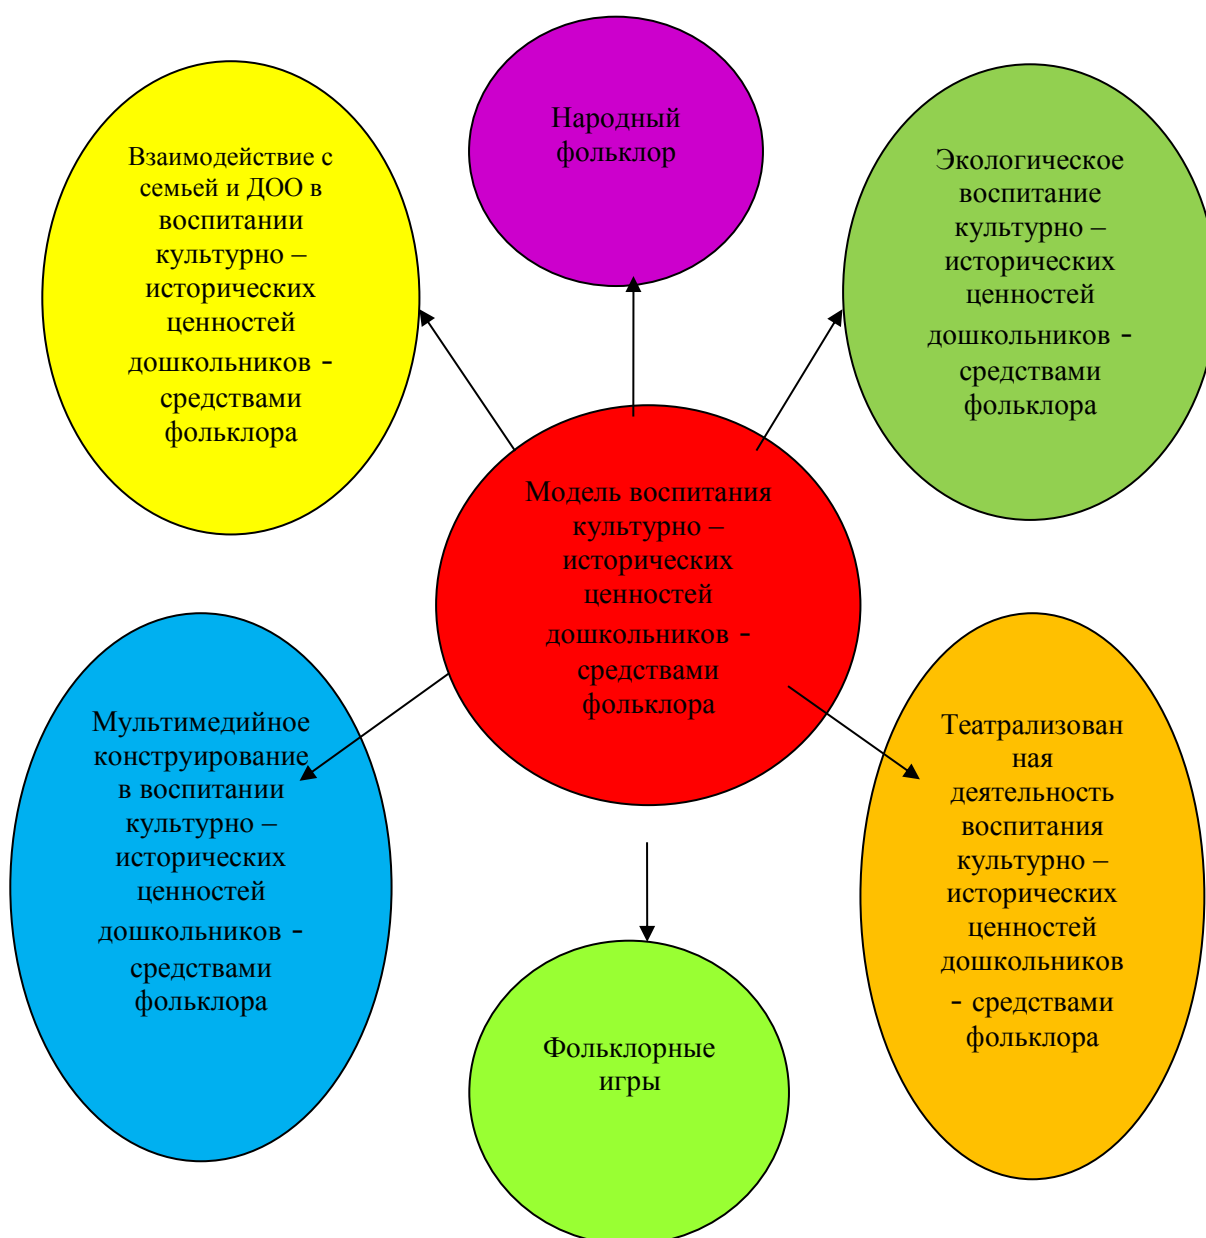 Народный
фольклор
Взаимодействие с
семьей и ДОО в
воспитании
культурно –
исторических
ценностей
дошкольников -
средствами
фольклора
Экологическое
воспитание
культурно –
исторических
ценностей
дошкольников -
средствами
фольклора
Модель воспитания
культурно –
исторических
ценностей
дошкольников -
средствами
фольклора
Мультимедийное
конструирование
в воспитании
культурно –
исторических
ценностей
дошкольников -
средствами
фольклора
Театрализован
ная
деятельность
воспитания
культурно –
исторических
ценностей
дошкольников
- средствами
фольклора
Фольклорные
игры